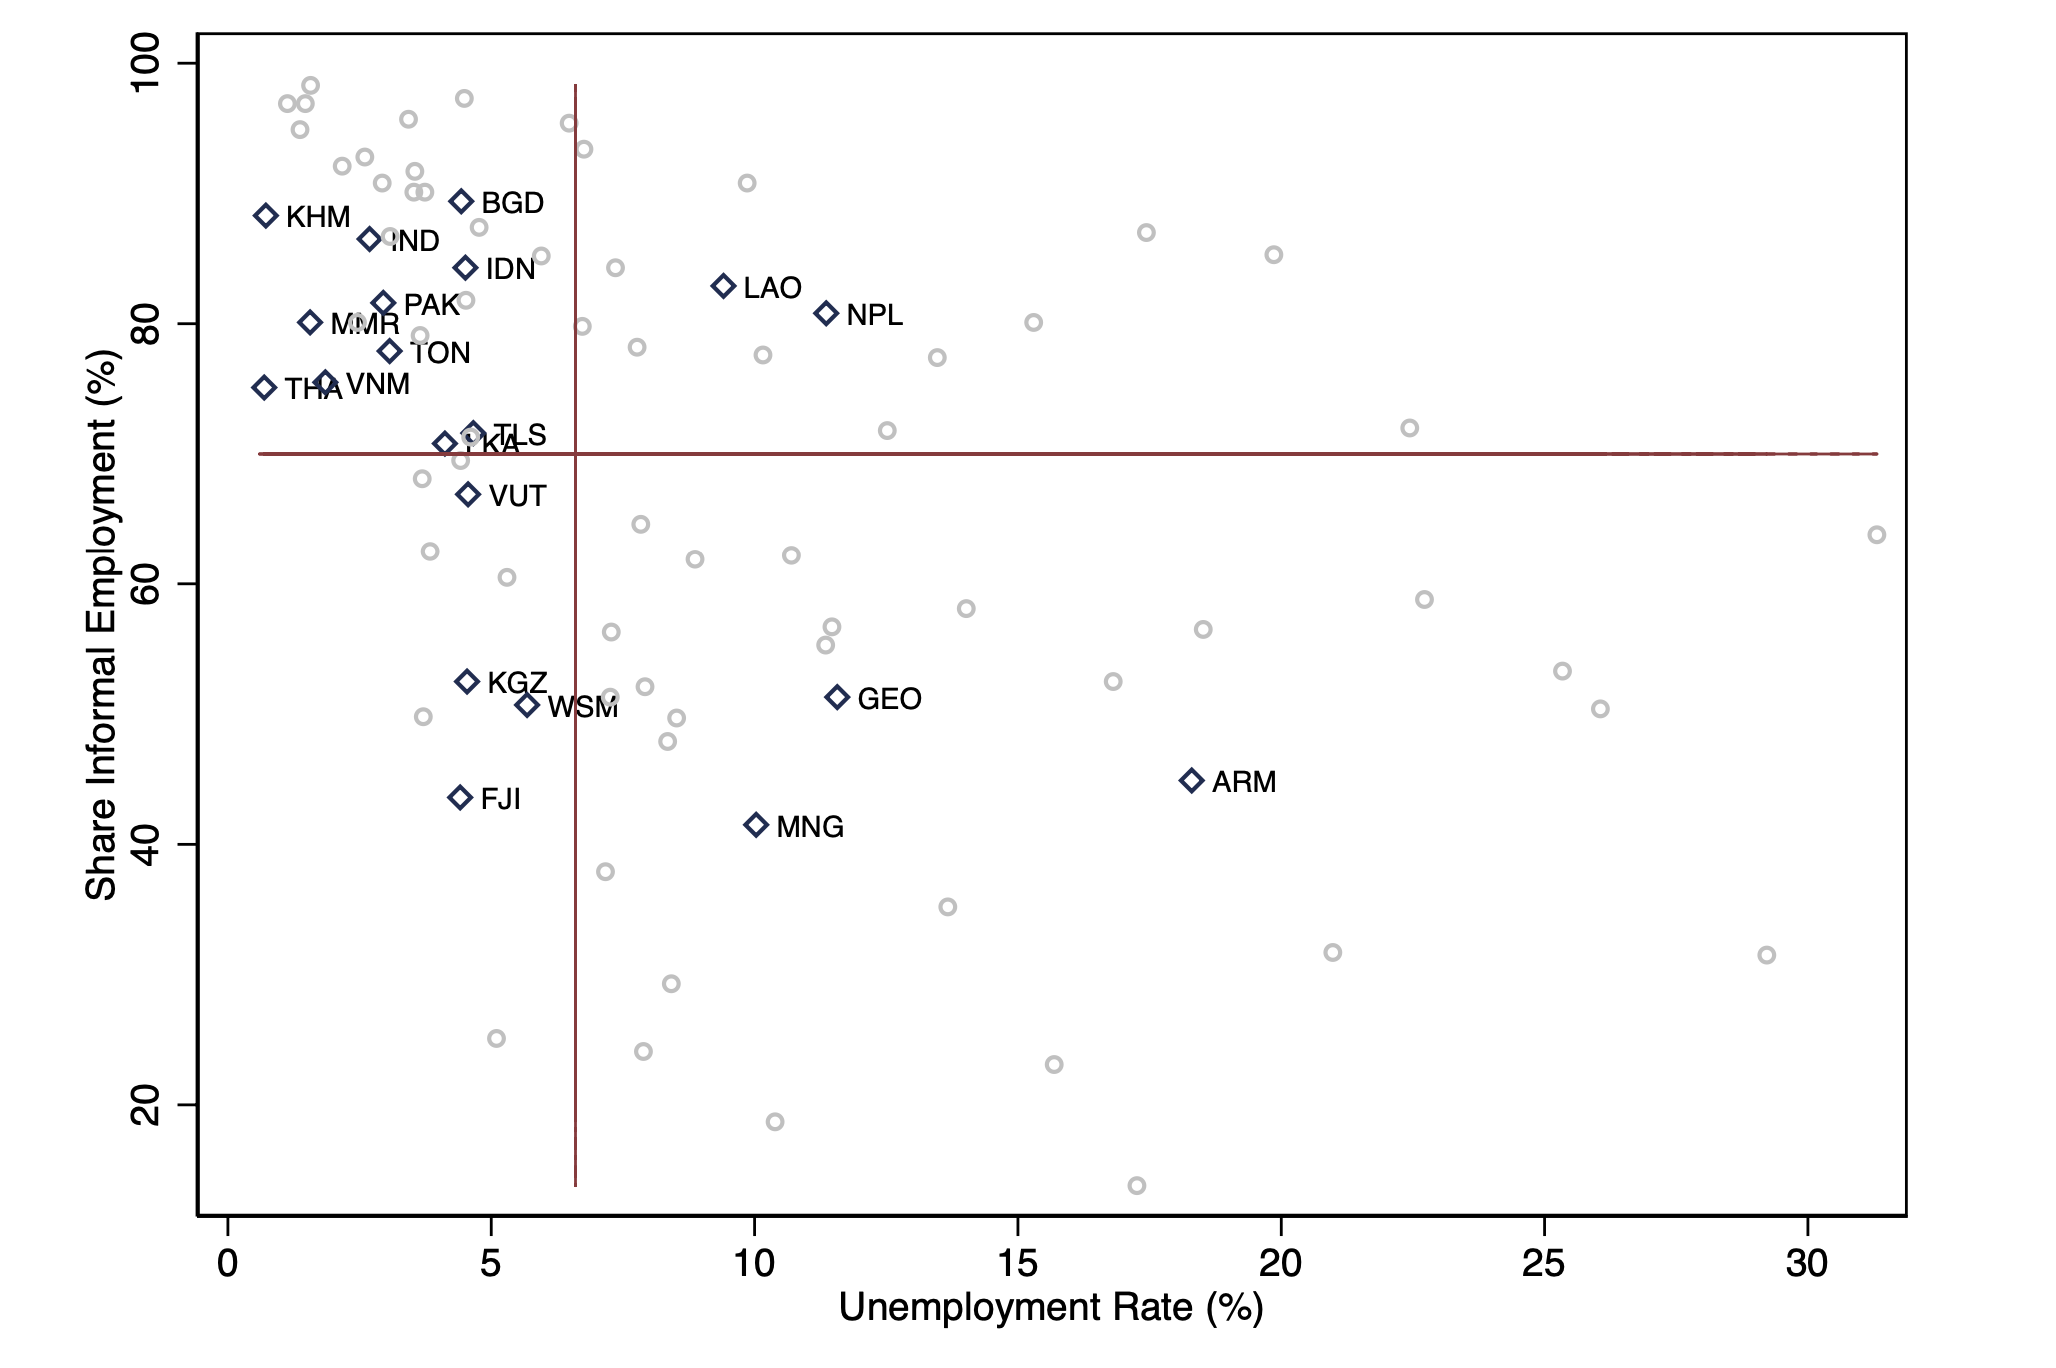 Share Informal Employment (%)
100
80
60
40
20
BGD
KHM
IND
IDN
LAO
PAK
NPL
MMR
TON
VNM
THA
TLS
VUT
KGZ
GEO
WSM
ARM
FJI
MNG
0 5 10 15 20 25 30
Unemployment Rate (%)